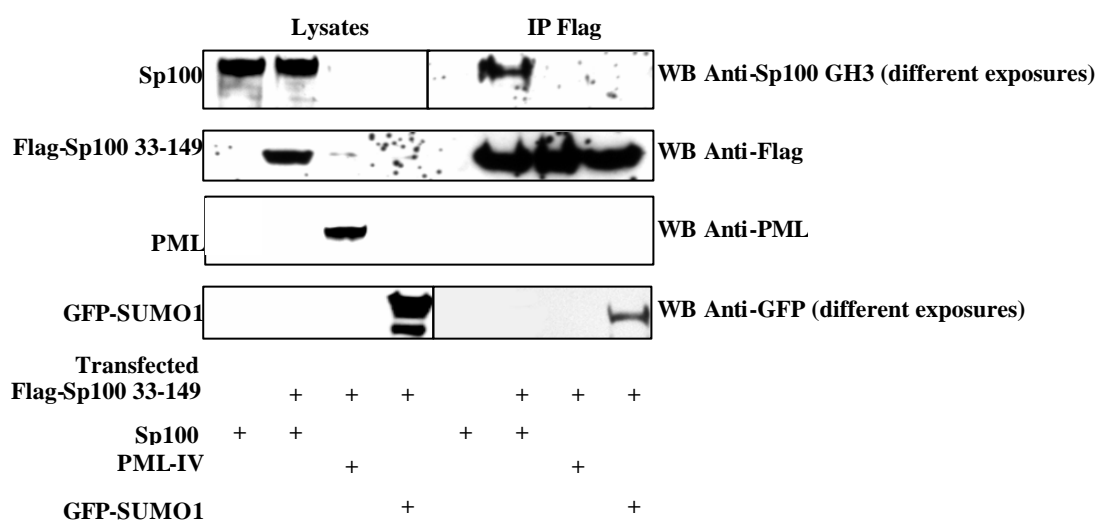 Lysates IP Flag
Sp100 WB Anti-Sp100 GH3 (different exposures)
Flag-Sp100 33-149 WB Anti-Flag
PML WB Anti-PML
GFP-SUMO1 WB Anti-GFP (different exposures)
Transfected
Flag-Sp100 33-149 + + + + + +
Sp100 + + + +
PML-IV + +
GFP-SUMO1 + +